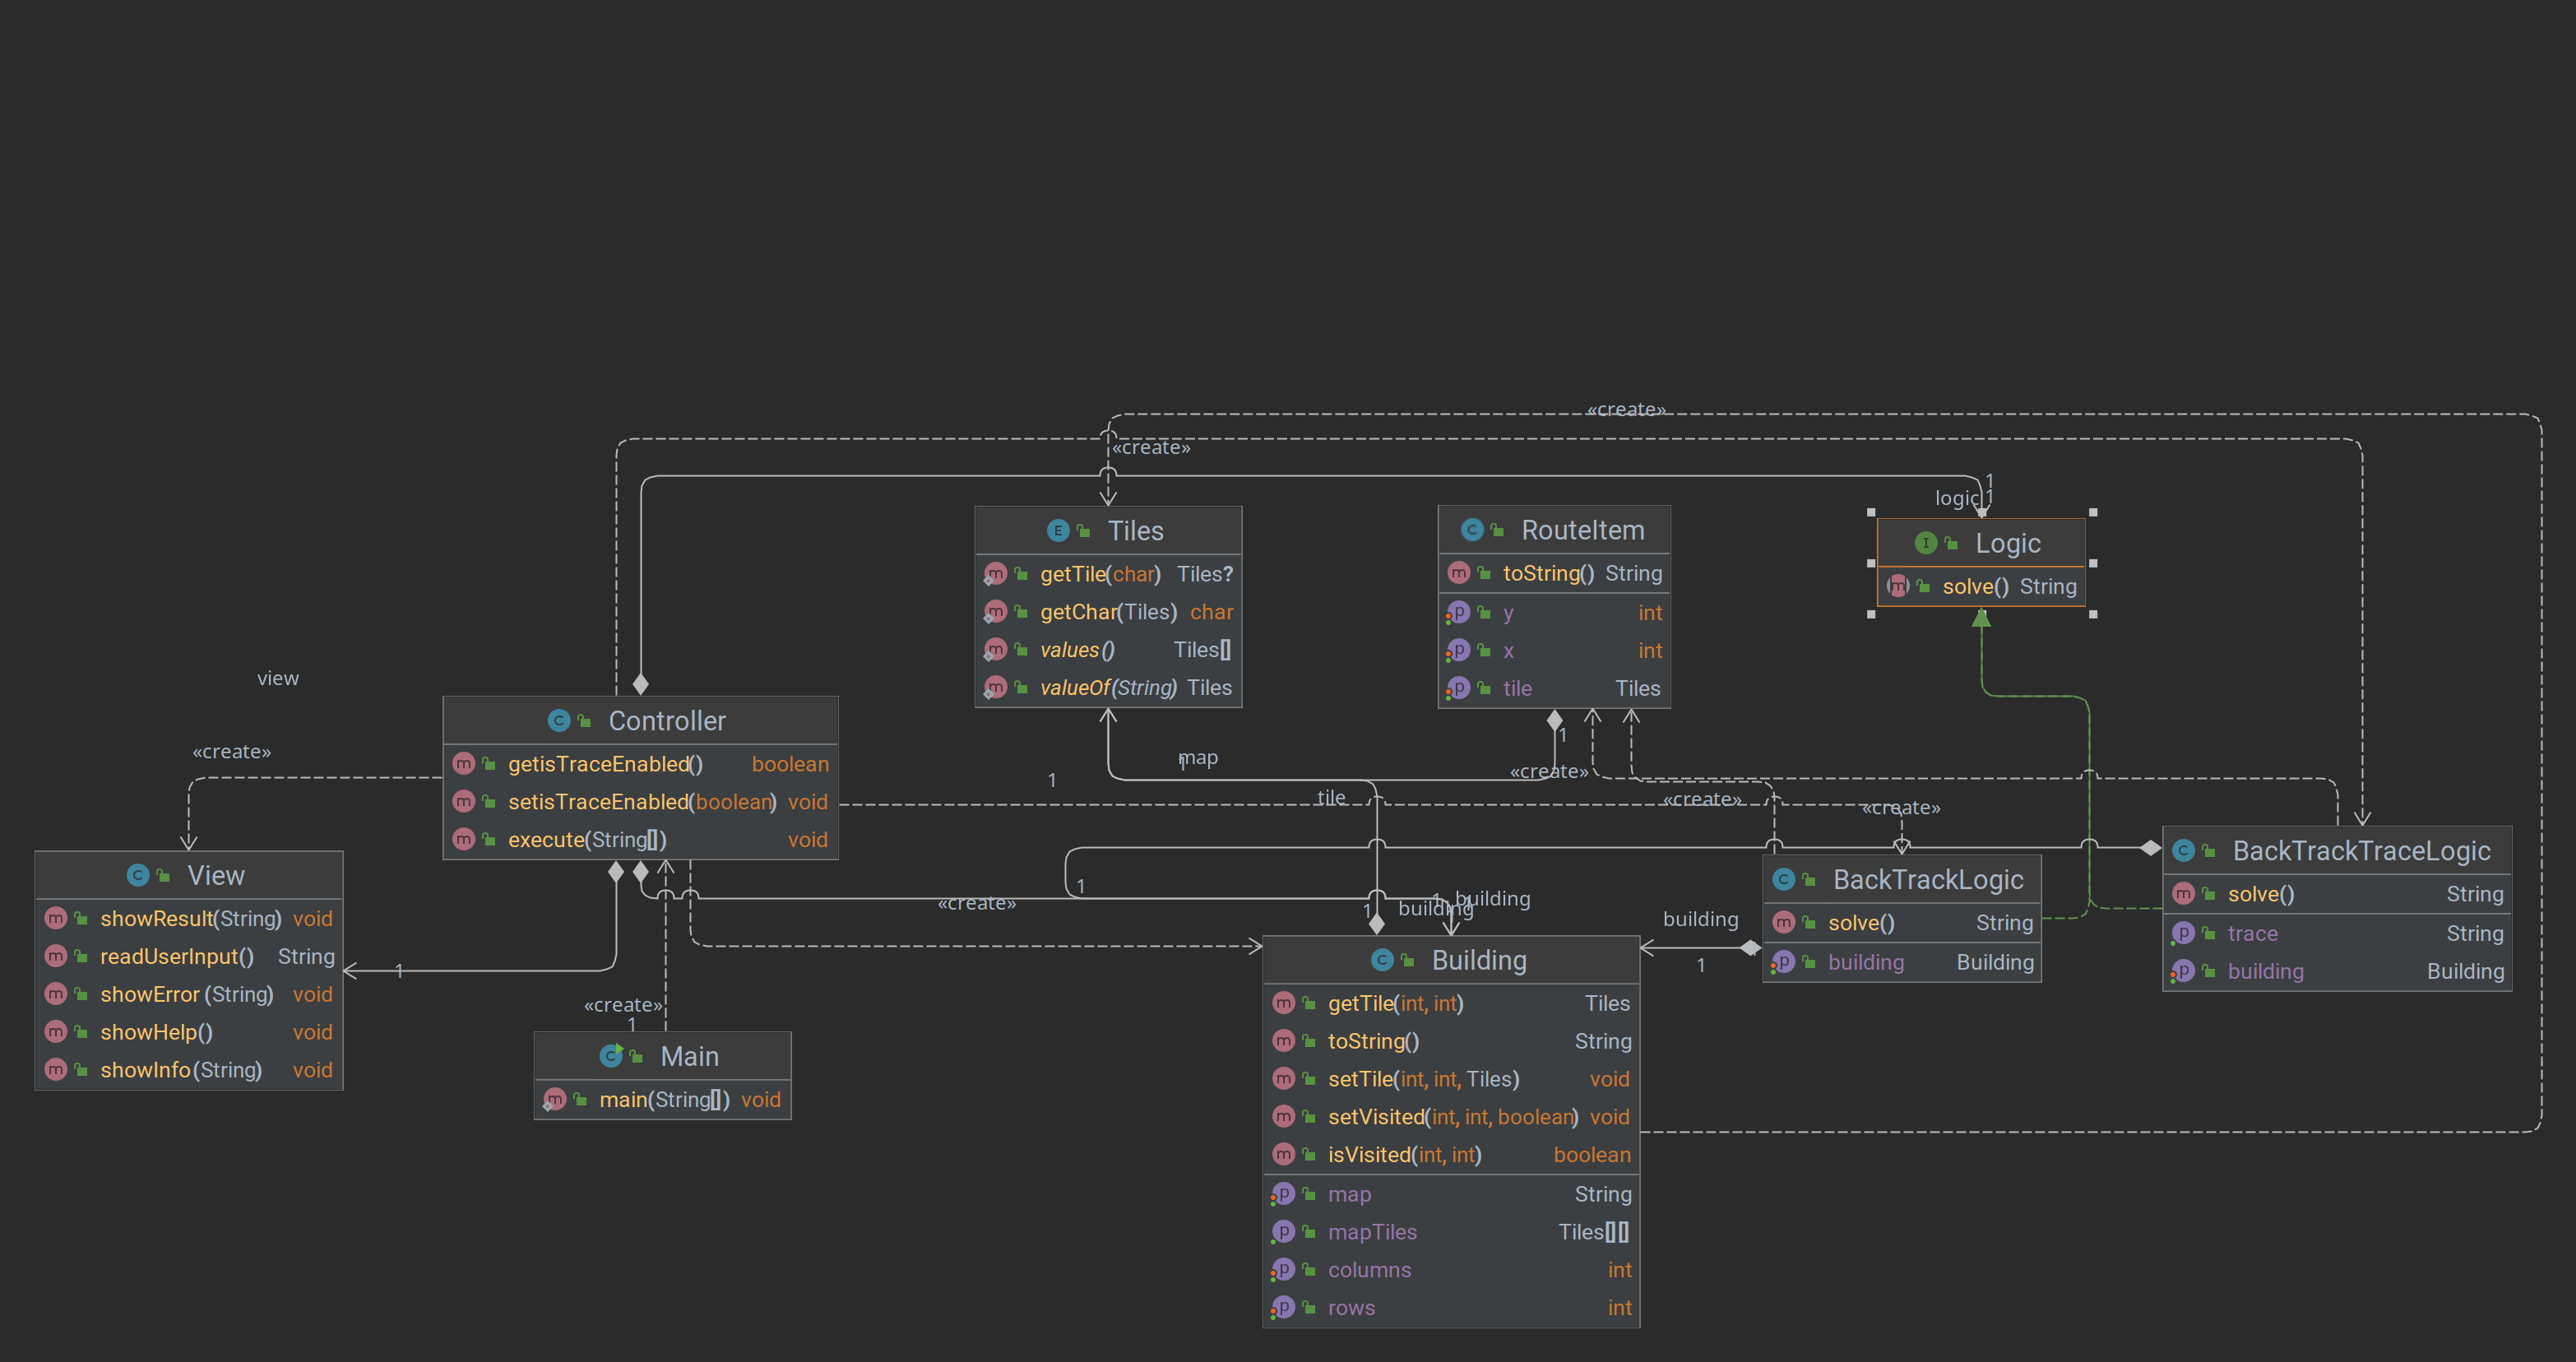 «create»
«create»
1
logic 1
Tiles
getTile(char) Tiles?
getChar(Tiles) char
values() Tiles[]
valueOf(String) Tiles
RouteItem
toString() String
y int
x int
tile Tiles
Logic
solve() String
view
«create»
Controller
getisTraceEnabled() boolean
setisTraceEnabled(boolean) void
execute(String[]) void
1
map
1
1
«create»
tile
«create»
«create»
View
showResult(String) void
readUserInput() String
showError(String) void
showHelp() void
showInfo(String) void
1
«create»
1
Main
main(String[]) void
«create»
1
1
building
1
building
building
1
Building
getTile(int, int) Tiles
toString() String
setTile(int, int, Tiles) void
setVisited(int, int, boolean) void
isVisited(int, int) boolean
map String
mapTiles Tiles[][]
columns int
rows int
BackTrackLogic
solve() String
building Building
BackTrackTraceLogic
solve() String
trace String
building Building